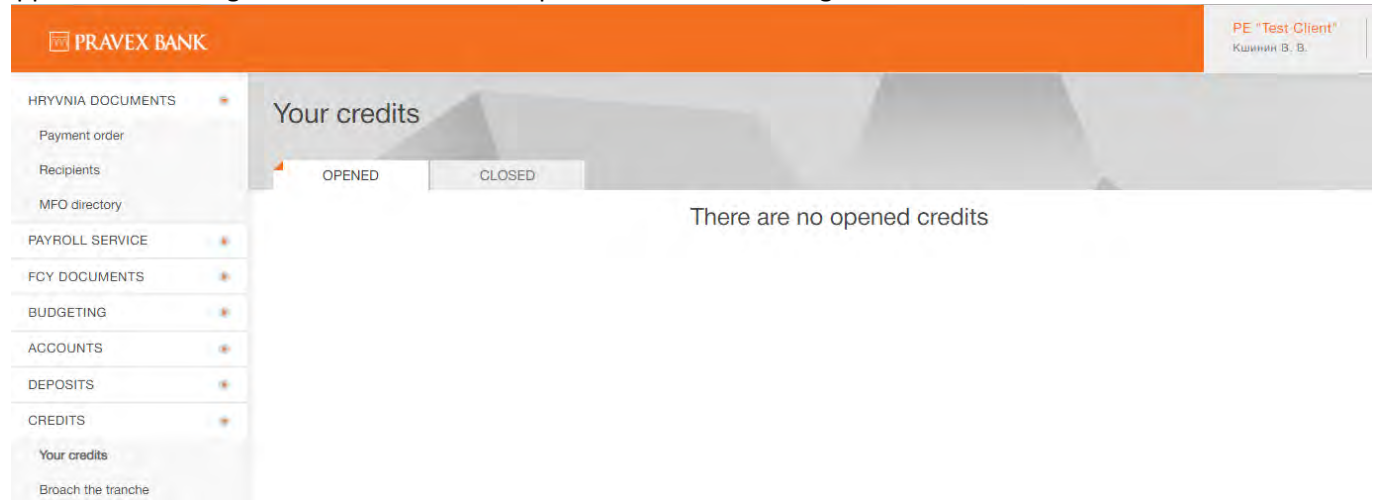 PRAVEX BANK
PE "Test Client"
Кшинин В. В.
HRYVNIA DOCUMENTS
Payment order
Recipients
MFO directory
PAYROLL SERVICE
FCY DOCUMENTS
BUDGETING
ACCOUNTS
DEPOSITS
CREDITS
Your credits
Broach the tranche
Your credits
OPENED CLOSED
There are no opened credits